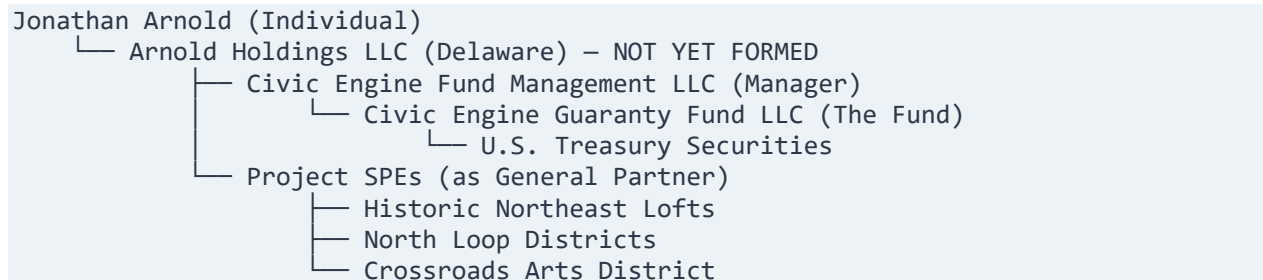 Jonathan Arnold (Individual)
    └── Arnold Holdings LLC (Delaware) — NOT YET FORMED
            ├── Civic Engine Fund Management LLC (Manager)
            │       └── Civic Engine Guaranty Fund LLC (The Fund)
            │               └── U.S. Treasury Securities
            └── Project SPEs (as General Partner)
                    ├── Historic Northeast Lofts
                    ├── North Loop Districts
                    └── Crossroads Arts District